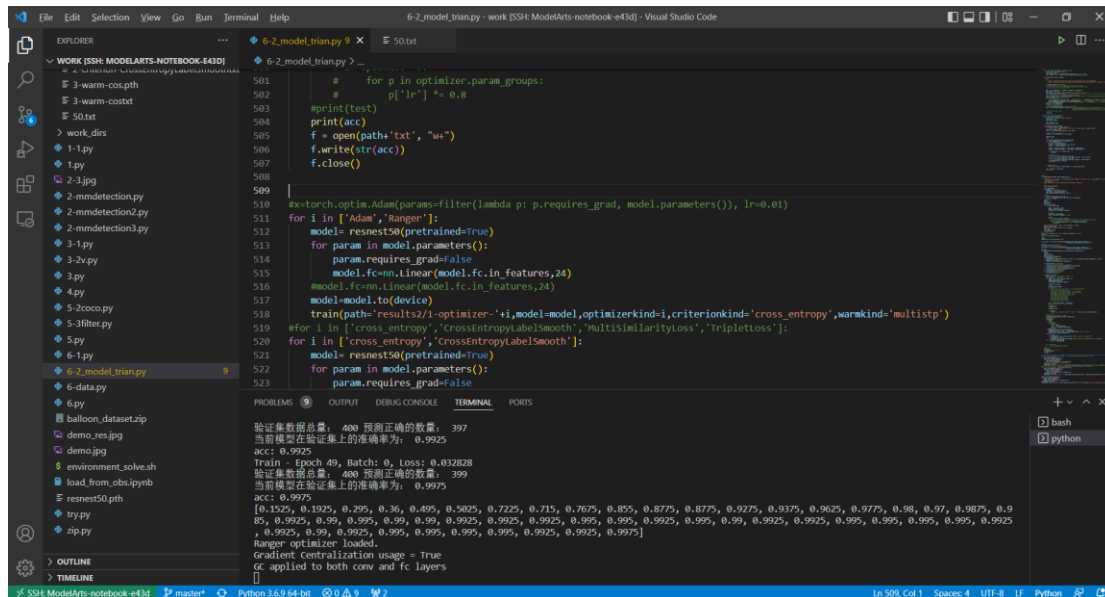 File Edit Selection View Go Run Terminal Help
6-2_model_trian.py - work [SSH: ModelArts-notebook-e43d] - Visual Studio Code
EXPLORER
6-2_model_trian.py 9
50.txt
WORK [SSH: MODELARTS-NOTEBOOK-E43D]
6-2_model_trian.py > ...
3-warm-cos.pth
3-warm-costxt
50.txt
work_dirs
1-1.py
1.py
2-3.jpg
2-mmdetection.py
2-mmdetection2.py
2-mmdetection3.py
3-1.py
3-2v.py
3.py
4.py
5-2coco.py
5-3filter.py
5.py
6-1.py
6-2_model_trian.py 9
6-data.py
6.py
balloon_dataset.zip
demo_res.jpg
demo.jpg
environment_solve.sh
load_from_obs.ipynb
resnest50.pth
try.py
zip.py
OUTLINE
TIMELINE
501 # for p in optimizer.param_groups:
502 # p['lr'] *= 0.8
503 #print(test)
504 print(acc)
505 f = open(path+'txt', "w+")
506 f.write(str(acc))
507 f.close()
508
509
510 #x=torch.optim.Adam(params=filter(lambda p: p.requires_grad, model.parameters()), lr=0.01)
511 for i in ['Adam','Ranger']:
512 model= resnest50(pretrained=True)
513 for param in model.parameters():
514 param.requires_grad=False
515 model.fc=nn.Linear(model.fc.in_features,24)
516 #model.fc=nn.Linear(model.fc.in_features,24)
517 model=model.to(device)
518 train(path='results2/1-optimizer-'+i,model=model,optimizerkind=i,criterionkind='cross_entropy',warmkind='multistp')
519 #for i in ['cross_entropy','CrossEntropyLabelSmooth','MultiSimilarityLoss','TripletLoss']:
520 for i in ['cross_entropy','CrossEntropyLabelSmooth']:
521 model= resnest50(pretrained=True)
522 for param in model.parameters():
523 param.requires_grad=False
PROBLEMS 9 OUTPUT DEBUG CONSOLE TERMINAL PORTS
bash
python
验证集数据总量： 400 预测正确的数量： 397
当前模型在验证集上的准确率为： 0.9925
acc: 0.9925
Train - Epoch 49, Batch: 0, Loss: 0.032828
验证集数据总量： 400 预测正确的数量： 399
当前模型在验证集上的准确率为： 0.9975
acc: 0.9975
[0.1525, 0.1925, 0.295, 0.36, 0.495, 0.5025, 0.7225, 0.715, 0.7675, 0.855, 0.8775, 0.8775, 0.9275, 0.9375, 0.9625, 0.9775, 0.98, 0.97, 0.9875, 0.9
85, 0.9925, 0.99, 0.995, 0.99, 0.99, 0.9925, 0.9925, 0.9925, 0.995, 0.995, 0.9925, 0.995, 0.99, 0.9925, 0.9925, 0.995, 0.995, 0.995, 0.995, 0.9925
, 0.9925, 0.99, 0.9925, 0.995, 0.995, 0.995, 0.995, 0.9925, 0.9925, 0.9975]
Ranger optimizer loaded.
Gradient Centralization usage = True
GC applied to both conv and fc layers
SSH: ModelArts-notebook-e43d master* Python 3.6.9 64-bit 0 9 2
Ln 509, Col 1 Spaces: 4 UTF-8 LF Python